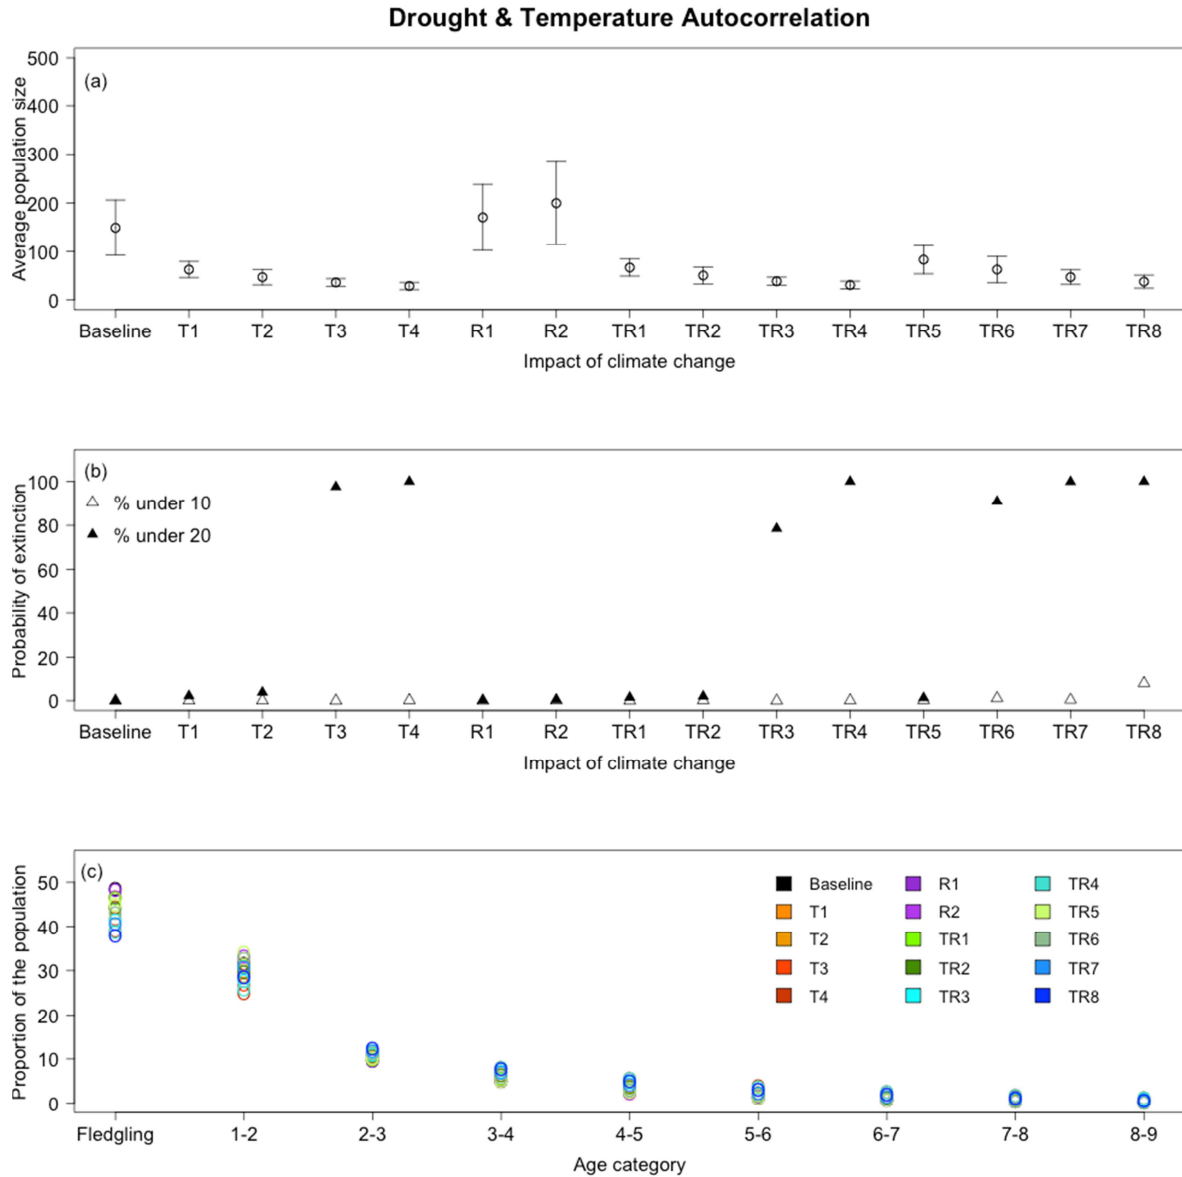 Drought & Temperature Autocorrelation
(a)
Average population size
500
400
300
200
100
0
Baseline T1 T2 T3 T4 R1 R2 TR1 TR2 TR3 TR4 TR5 TR6 TR7 TR8
Impact of climate change
(b)
% under 10
% under 20
Probability of extinction
100
80
60
40
20
0
Baseline T1 T2 T3 T4 R1 R2 TR1 TR2 TR3 TR4 TR5 TR6 TR7 TR8
Impact of climate change
(c)
Proportion of the population
50
40
30
20
10
0
Baseline R1 TR4
T1 R2 TR5
T2 TR1 TR6
T3 TR2 TR7
T4 TR3 TR8
Fledgling 1-2 2-3 3-4 4-5 5-6 6-7 7-8 8-9
Age category